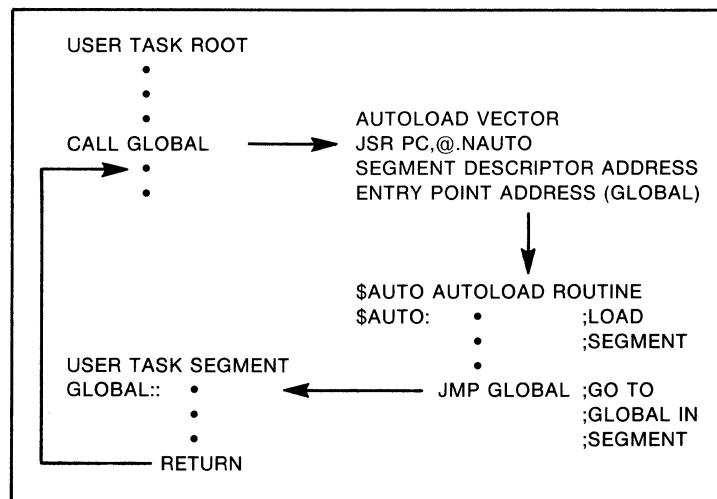 USER TASK ROOT
CALL GLOBAL
AUTOLOAD VECTOR
JSR PC,@.NAUTO
SEGMENT DESCRIPTOR ADDRESS
ENTRY POINT ADDRESS (GLOBAL)
$AUTO AUTOLOAD ROUTINE
$AUTO: ;LOAD
;SEGMENT
USER TASK SEGMENT
GLOBAL::
JMP GLOBAL ;GO TO
;GLOBAL IN
;SEGMENT
RETURN